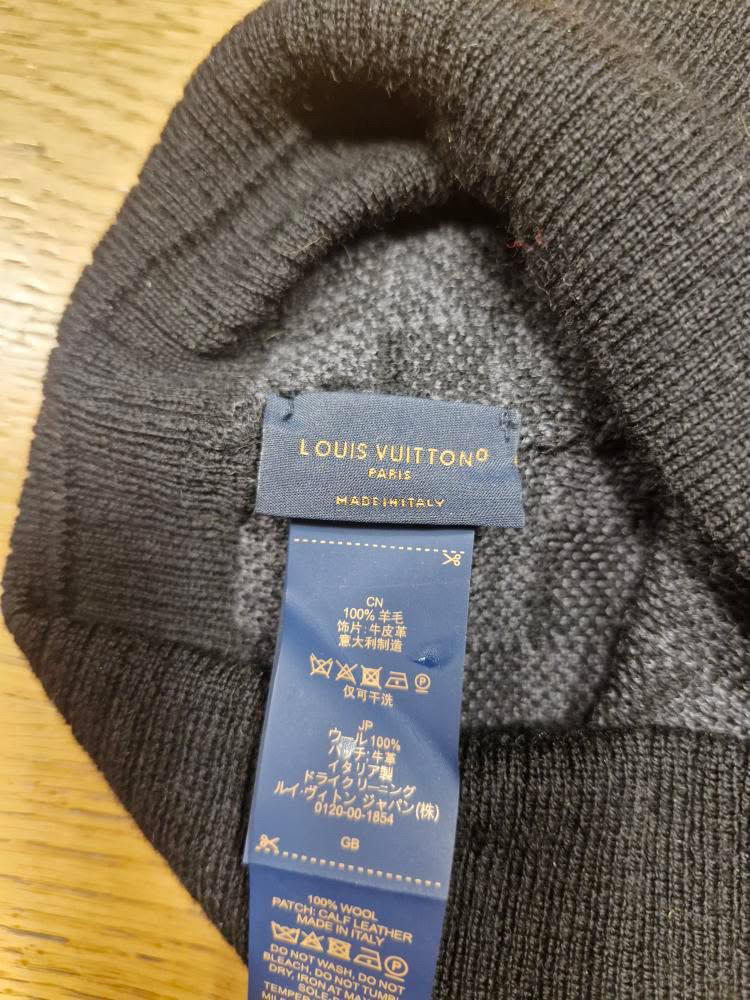 LOUIS VUITTON
PARIS
MADE IN ITALY
CN
100% 羊毛
饰片:牛皮革
意大利制造
仅可干洗
JP
ウール 100%
パッチ:牛革
イタリア製
ドライクリーニング
ルイ·ヴィトン ジャパン(株)
0120-00-1854
GB
100% WOOL
PATCH: CALF LEATHER
MADE IN ITALY
DO NOT WASH, DO NOT
BLEACH, DO NOT TUMBL
DRY, IRON AT MA
SOLE
TEMPER